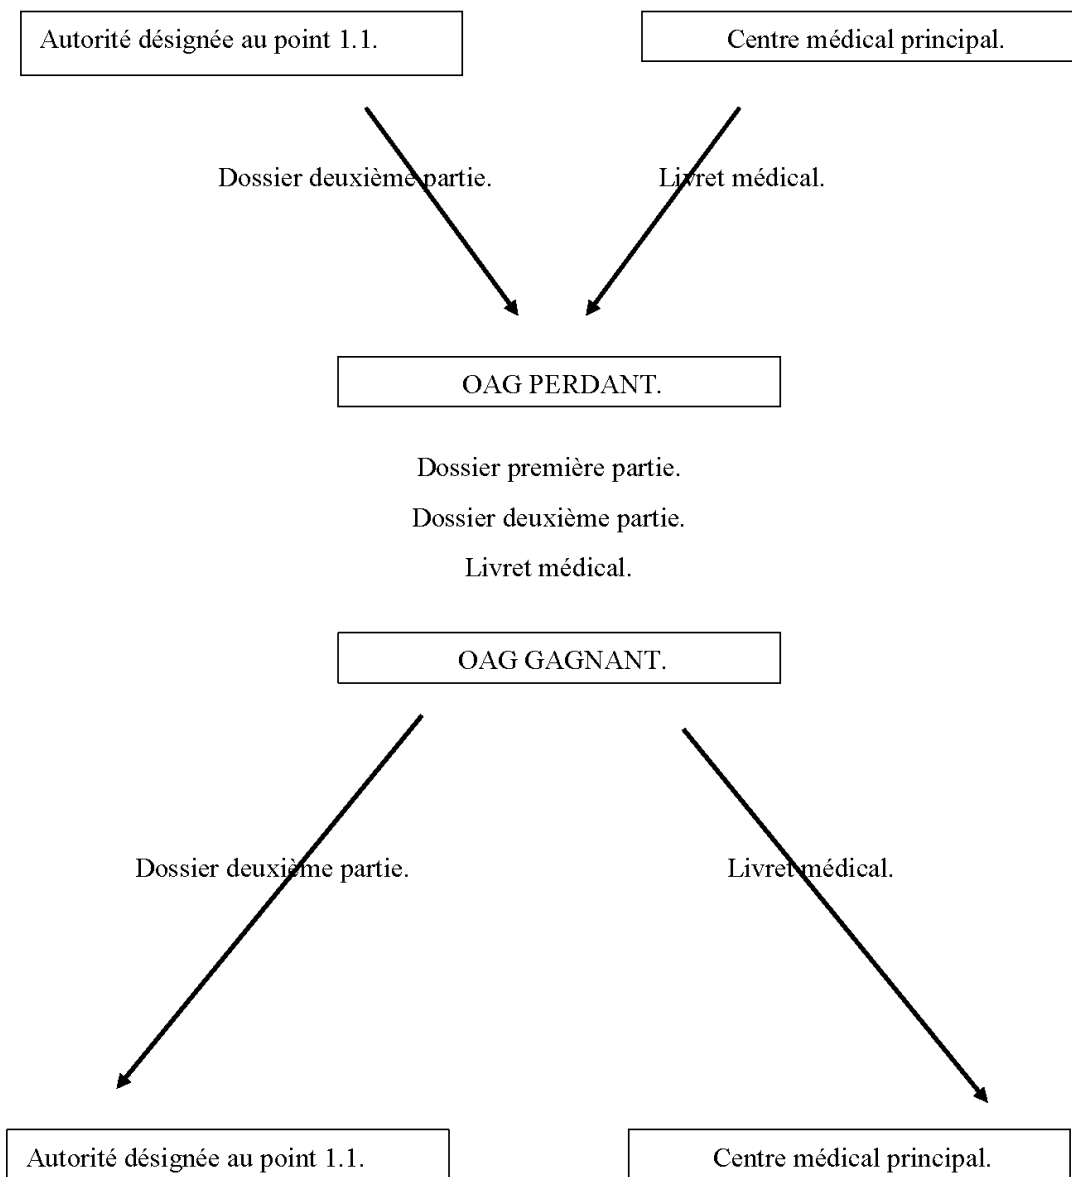 Autorité désignée au point 1.1.
Centre médical principal.
Dossier deuxième partie.
Livret médical.
OAG PERDANT.
Dossier première partie.
Dossier deuxième partie.
Livret médical.
OAG GAGNANT.
Dossier deuxième partie.
Livret médical.
Autorité désignée au point 1.1.
Centre médical principal.